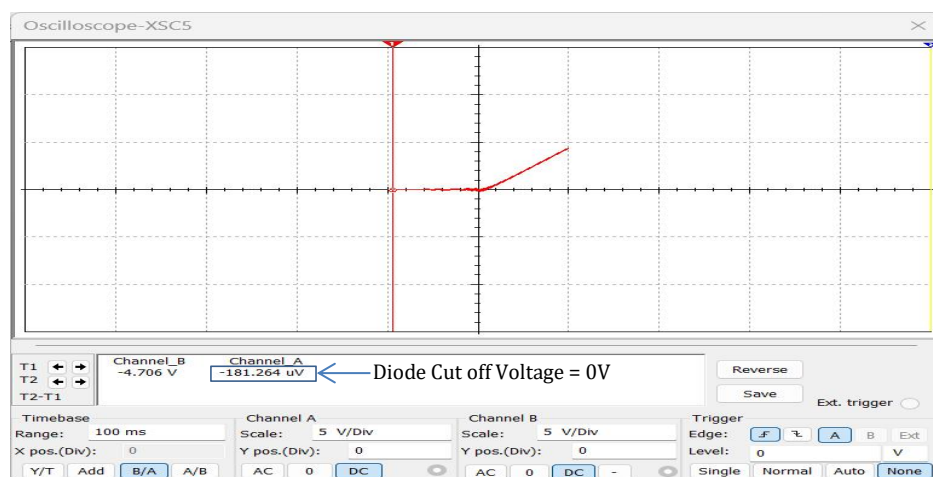 Oscilloscope-XSC5
T1
T2
T2-T1
Channel_B Channel_A
-4.706 V -181.264 uV
Diode Cut off Voltage = 0V
Reverse
Save
Ext. trigger
Timebase
Range: 100 ms
X pos.(Div): 0
Y/T Add B/A A/B
Channel A
Scale: 5 V/Div
Y pos.(Div): 0
AC 0 DC
Channel B
Scale: 5 V/Div
Y pos.(Div): 0
AC 0 DC -
Trigger
Edge: A B Ext
Level: 0 V
Single Normal Auto None